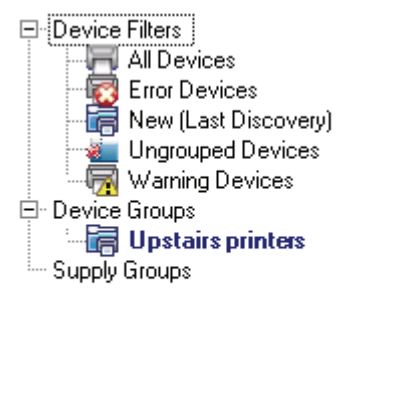 Device Filters
All Devices
Error Devices
New (Last Discovery)
Ungrouped Devices
Warning Devices
Device Groups
Upstairs printers
Supply Groups